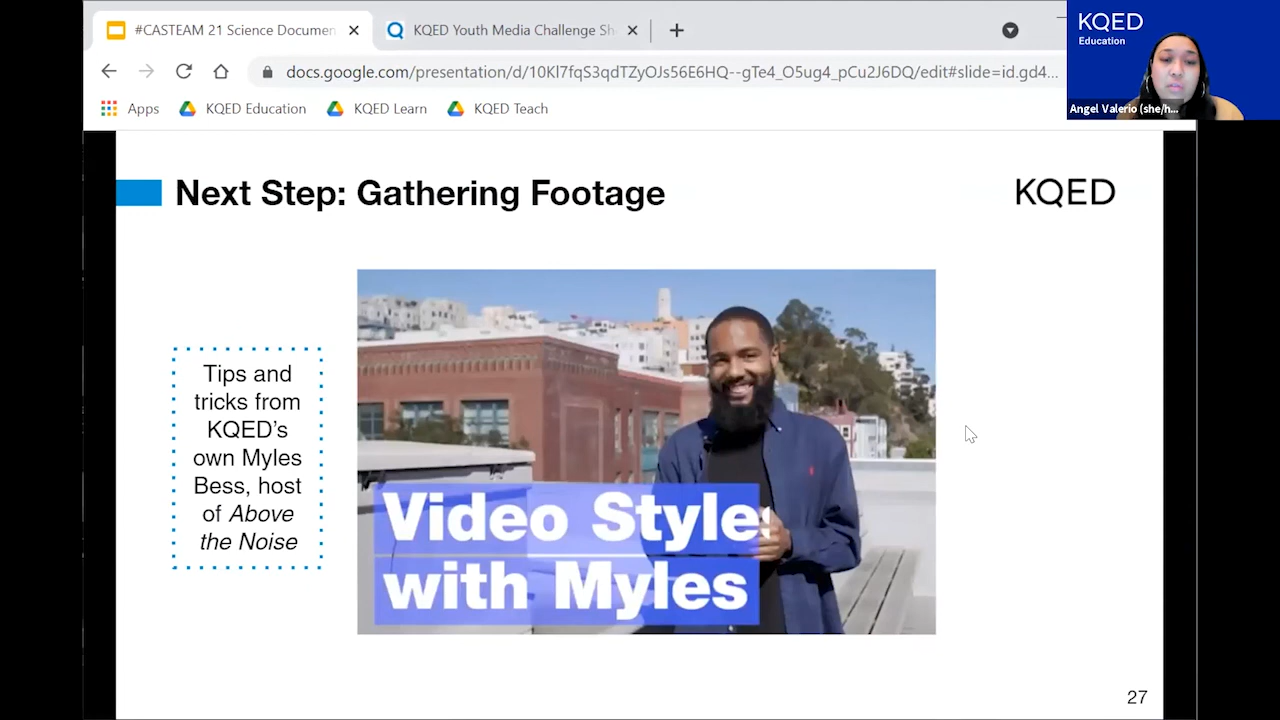 #CASTEAM 21 Science Documen
KQED Youth Media Challenge Sh
docs.google.com/presentation/d/10Kl7fqS3qdTZyOJs56E6HQ--gTe4_O5ug4_pCu2J6DQ/edit#slide=id.gd4...
Apps
KQED Education
KQED Learn
KQED Teach
KQED
Education
Angel Valerio (she/h...
Next Step: Gathering Footage
KQED
Tips and
tricks from
KQED’s
own Myles
Bess, host
of Above
the Noise
Video Styles
with Myles
27